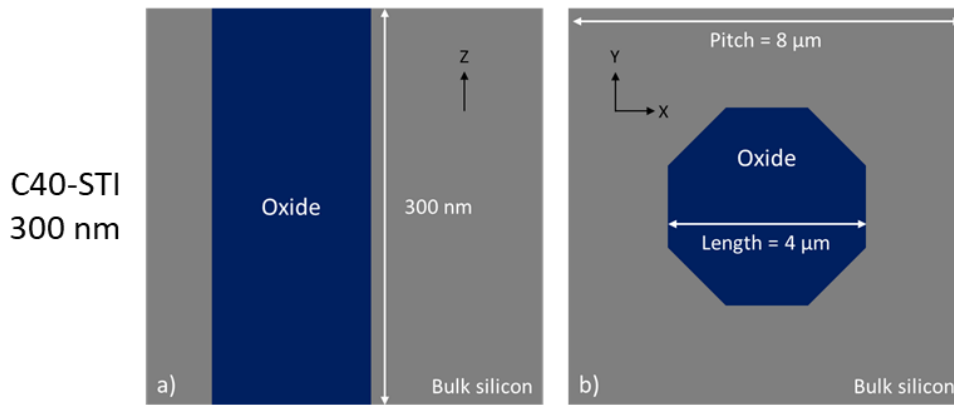 C40-STI
300 nm
Z
Oxide
300 nm
a)
Bulk silicon
Pitch = 8 μm
Y
X
Oxide
Length = 4 μm
b)
Bulk silicon